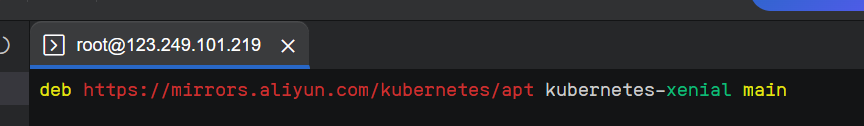 root@123.249.101.219
deb https://mirrors.aliyun.com/kubernetes/apt kubernetes-xenial main